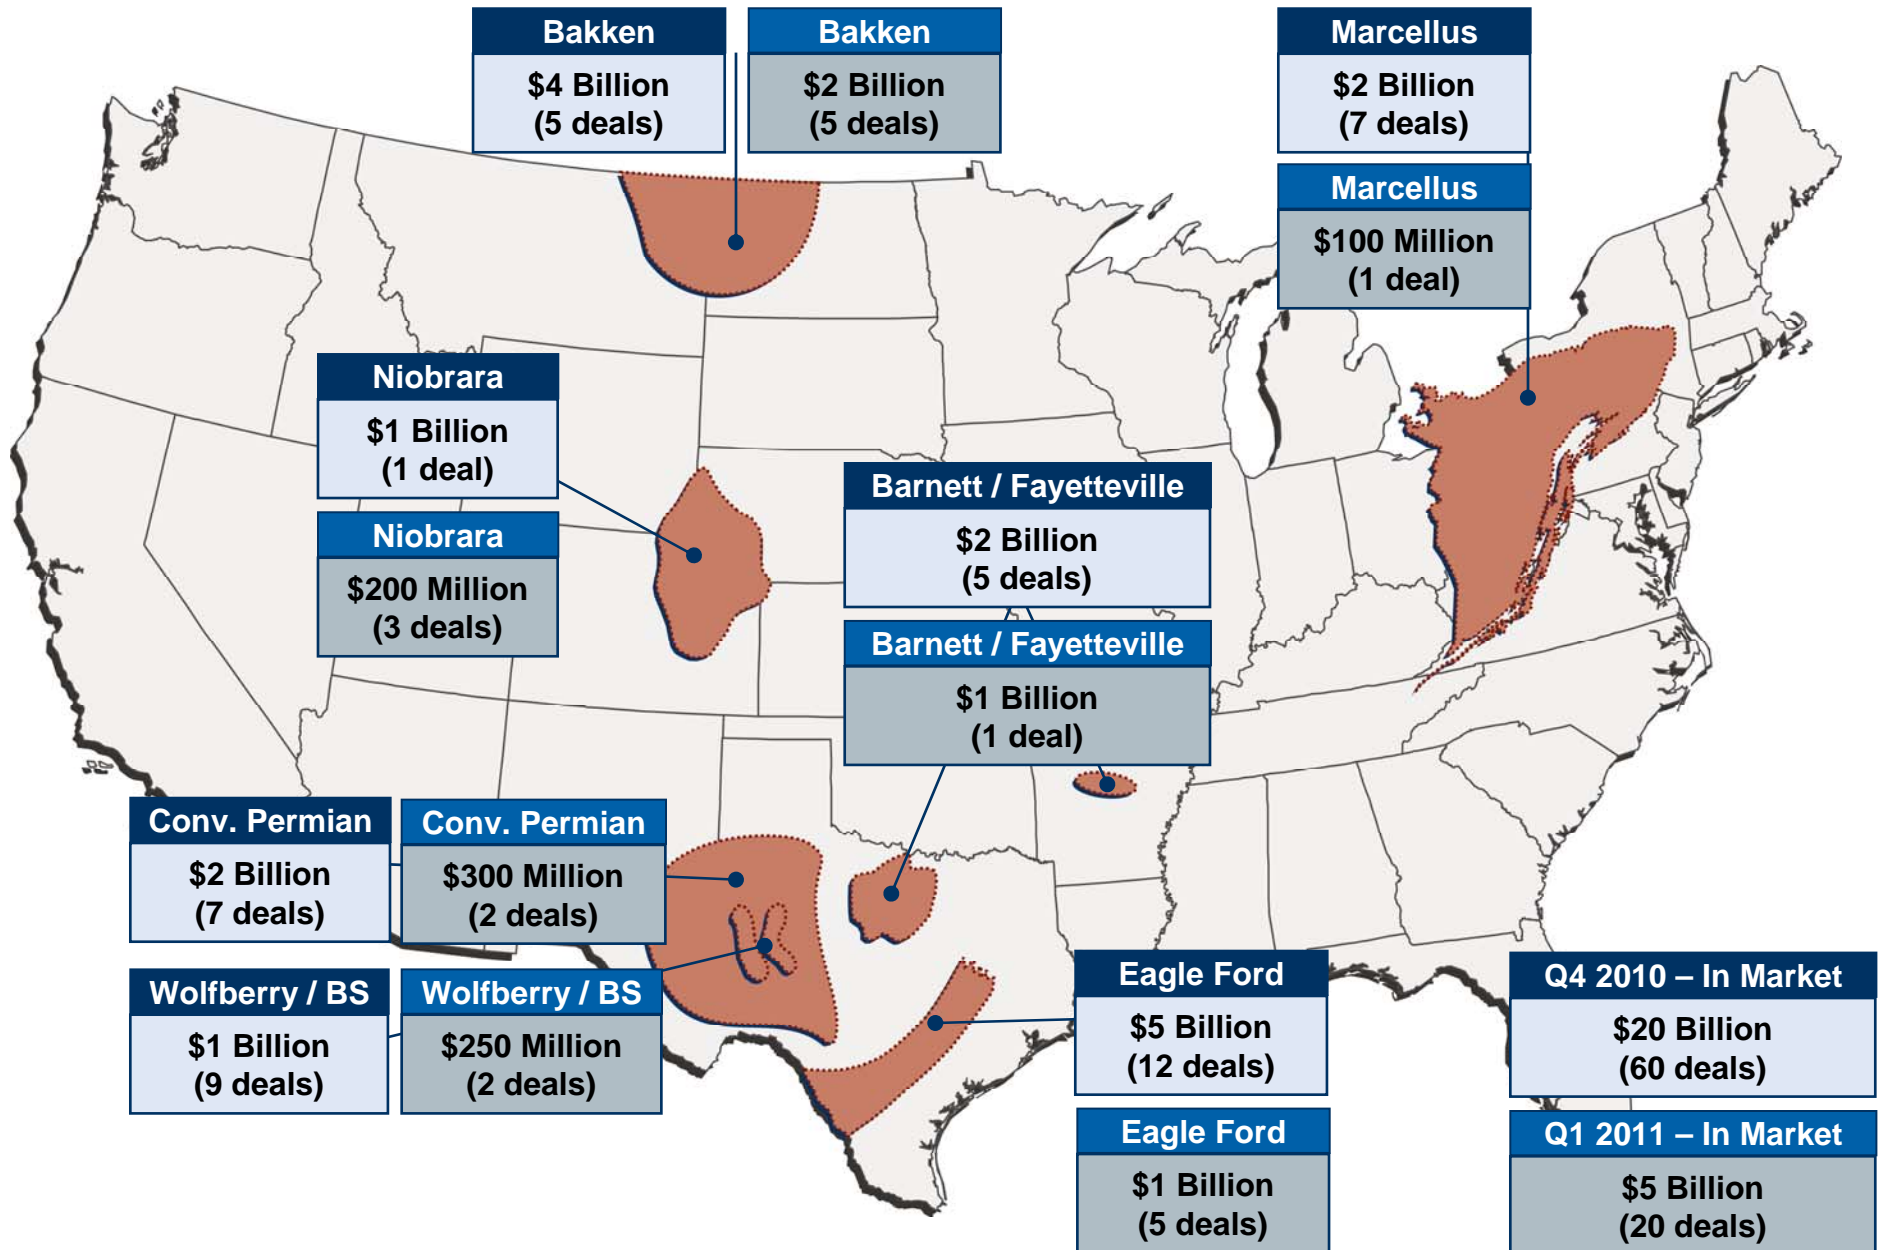 Bakken
$4 Billion
(5 deals)
Bakken
$2 Billion
(5 deals)
Marcellus
$2 Billion
(7 deals)
Marcellus
$100 Million
(1 deal)
Niobrara
$1 Billion
(1 deal)
Niobrara
$200 Million
(3 deals)
Barnett / Fayetteville
$2 Billion
(5 deals)
Barnett / Fayetteville
$1 Billion
(1 deal)
Conv. Permian
$2 Billion
(7 deals)
Conv. Permian
$300 Million
(2 deals)
Wolfberry / BS
$1 Billion
(9 deals)
Wolfberry / BS
$250 Million
(2 deals)
Eagle Ford
$5 Billion
(12 deals)
Eagle Ford
$1 Billion
(5 deals)
Q4 2010 – In Market
$20 Billion
(60 deals)
Q1 2011 – In Market
$5 Billion
(20 deals)